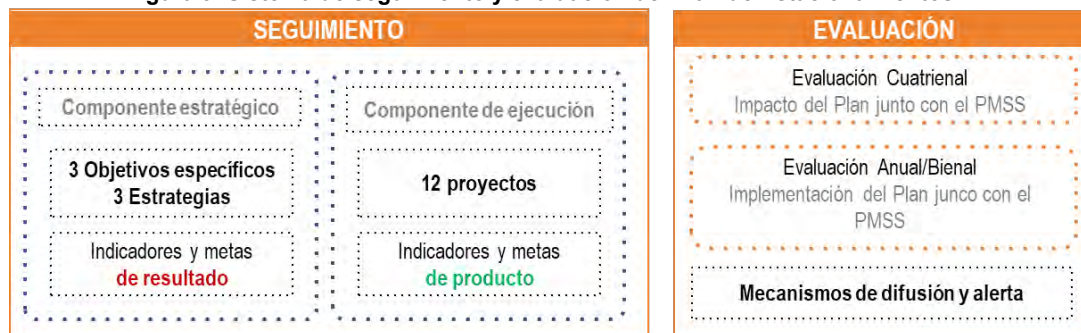 SEGUIMIENTO
Componente estratégico
3 Objetivos específicos
3 Estrategias
Indicadores y metas
de resultado
Componente de ejecución
12 proyectos
Indicadores y metas
de producto
EVALUACIÓN
Evaluación Cuatrienal
Impacto del Plan junto con el PMSS
Evaluación Anual/Bienal
Implementación del Plan junco con el
PMSS
Mecanismos de difusión y alerta